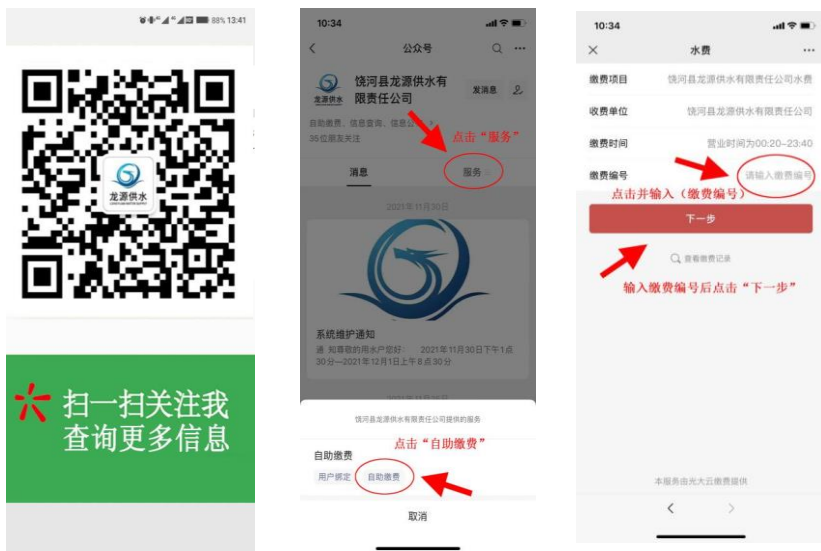 88% 13:41
龙源供水
扫一扫关注我
查询更多信息
10:34
公众号
龙源供水
饶河县龙源供水有
限责任公司
发消息
自助缴费、信息查询、信息公
35位朋友关注
点击“服务”
消息
服务
2021年11月30日
系统维护通知
通 知尊敬的用水户您好: 2021年11月30日下午1点
30分—2021年12月1日上午8点30分
饶河县龙源供水有限责任公司提供的服务
点击“自助缴费”
自助缴费
用户绑定
自助缴费
取消
10:34
水费
缴费项目
饶河县龙源供水有限责任公司水费
收费单位
饶河县龙源供水有限责任公司
缴费时间
营业时间为00:20-23:40
缴费编号
请输入缴费编号
点击并输入（缴费编号）
下一步
查看缴费记录
输入缴费编号后点击“下一步”
本服务由光大云缴费提供